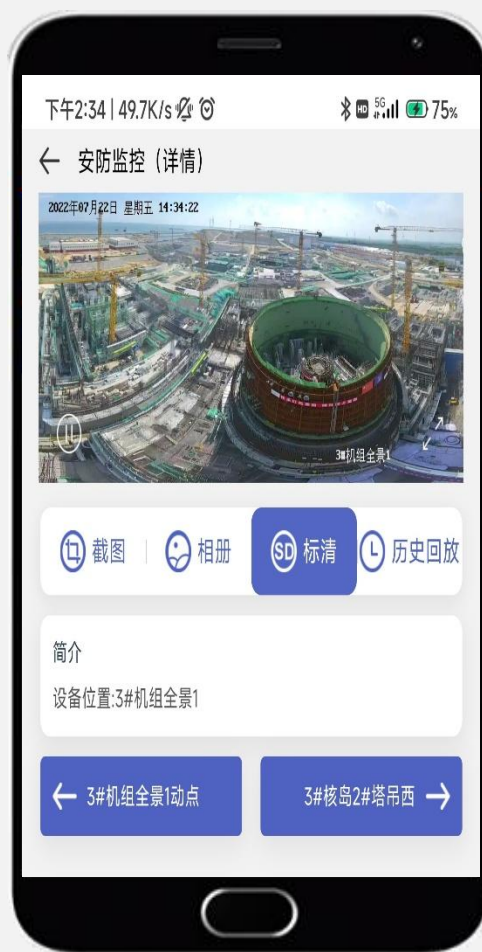 下午2:34 | 49.7K/s
HD 5G 75%
安防监控（详情）
2022年07月22日 星期五 14:34:22
3#机组全景1
截图
相册
SD 标清
历史回放
简介
设备位置:3#机组全景1
3#机组全景1动点
3#核岛2#塔吊西